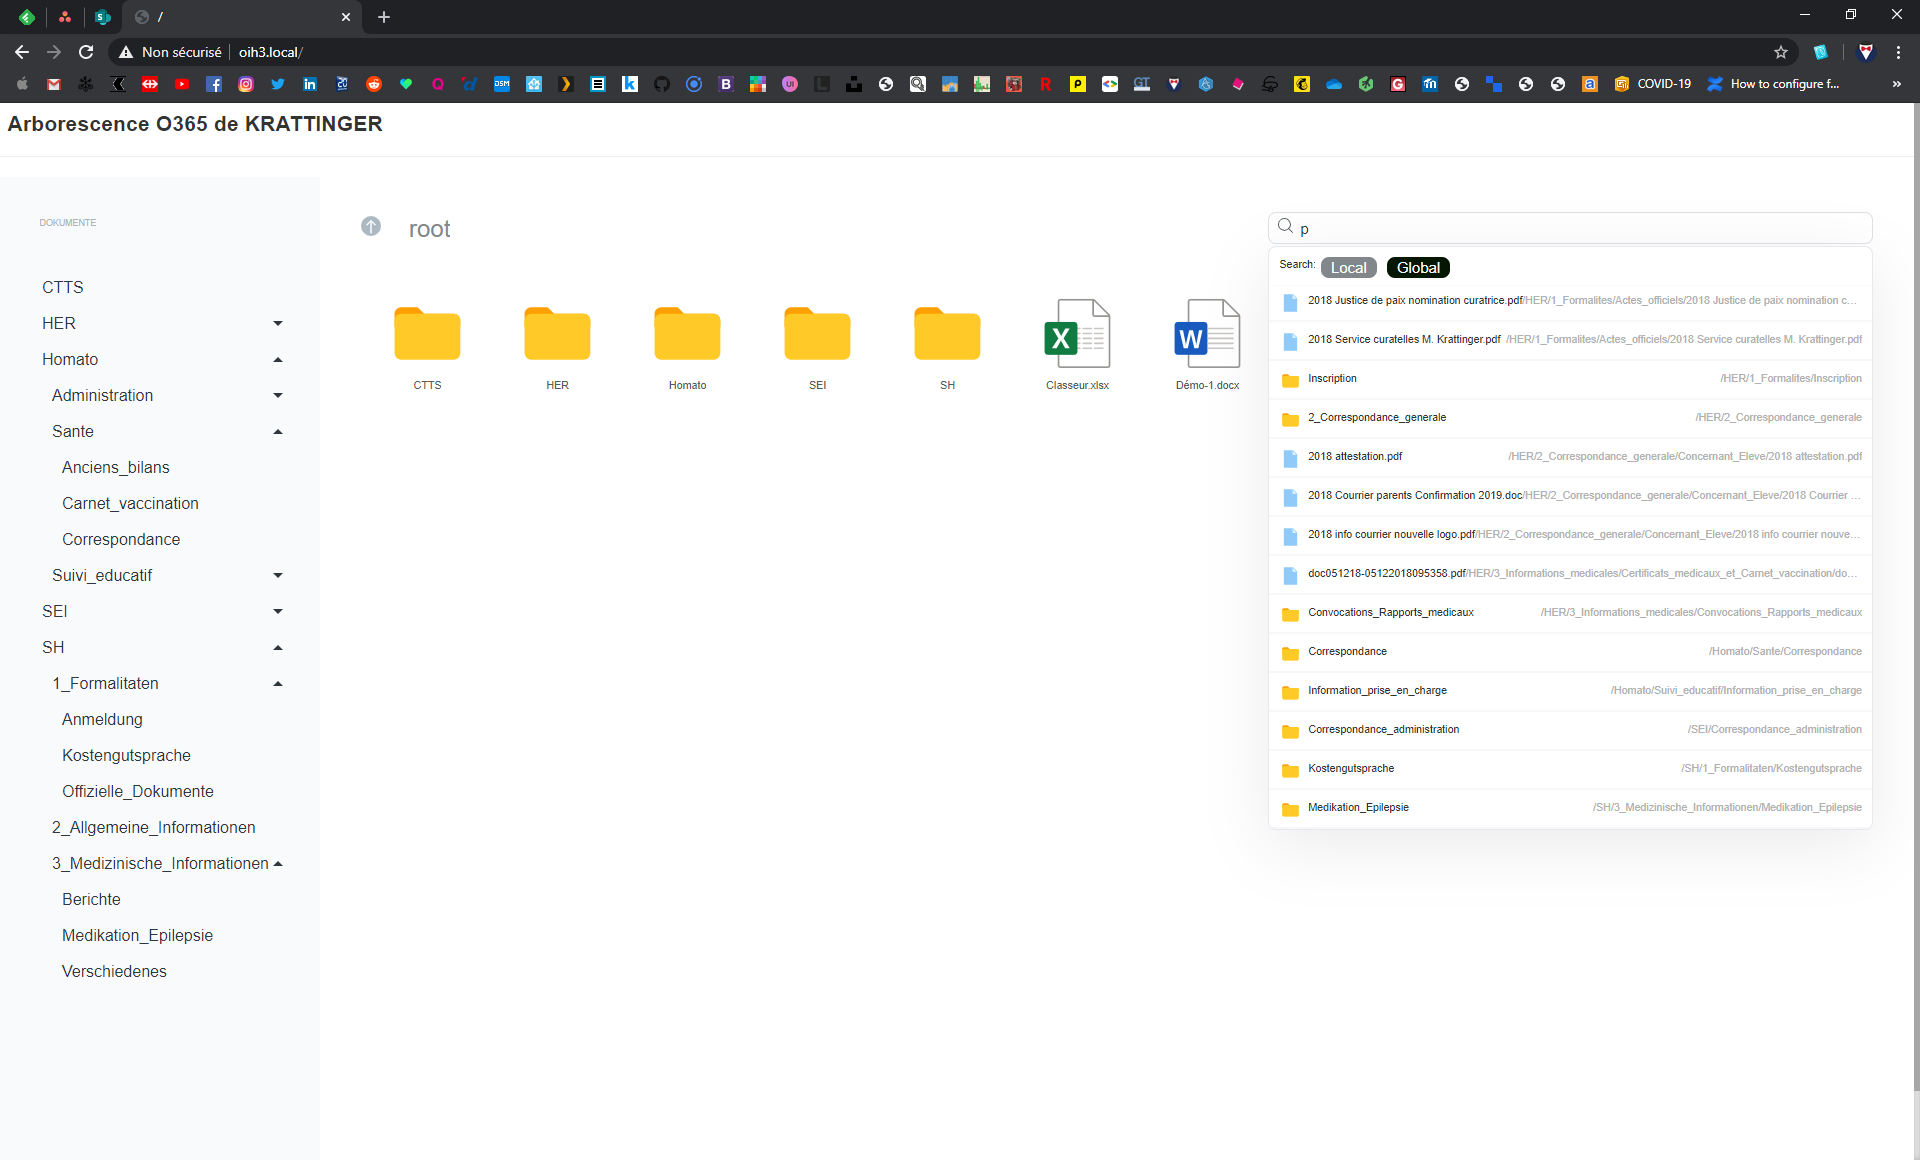 /
Non sécurisé oih3.local/
COVID-19 How to configure f...
Arborescence O365 de KRATTINGER
DOKUMENTE
CTTS
HER
Homato
Administration
Sante
Anciens_bilans
Carnet_vaccination
Correspondance
Suivi_educatif
SEI
SH
1_Formalitaten
Anmeldung
Kostengutsprache
Offizielle_Dokumente
2_Allgemeine_Informationen
3_Medizinische_Informationen
Berichte
Medikation_Epilepsie
Verschiedenes
root
CTTS
HER
Homato
SEI
SH
Classeur.xlsx
Démo-1.docx
p
Search: Local Global
2018 Justice de paix nomination curatrice.pdf/HER/1_Formalites/Actes_officiels/2018 Justice de paix nomination c...
2018 Service curatelles M. Krattinger.pdf /HER/1_Formalites/Actes_officiels/2018 Service curatelles M. Krattinger.pdf
Inscription /HER/1_Formalites/Inscription
2_Correspondance_generale /HER/2_Correspondance_generale
2018 attestation.pdf /HER/2_Correspondance_generale/Concernant_Eleve/2018 attestation.pdf
2018 Courrier parents Confirmation 2019.doc/HER/2_Correspondance_generale/Concernant_Eleve/2018 Courrier ...
2018 info courrier nouvelle logo.pdf/HER/2_Correspondance_generale/Concernant_Eleve/2018 info courrier nouve...
doc051218-05122018095358.pdf/HER/3_Informations_medicales/Certificats_medicaux_et_Carnet_vaccination/do...
Convocations_Rapports_medicaux /HER/3_Informations_medicales/Convocations_Rapports_medicaux
Correspondance /Homato/Sante/Correspondance
Information_prise_en_charge /Homato/Suivi_educatif/Information_prise_en_charge
Correspondance_administration /SEI/Correspondance_administration
Kostengutsprache /SH/1_Formalitaten/Kostengutsprache
Medikation_Epilepsie /SH/3_Medizinische_Informationen/Medikation_Epilepsie